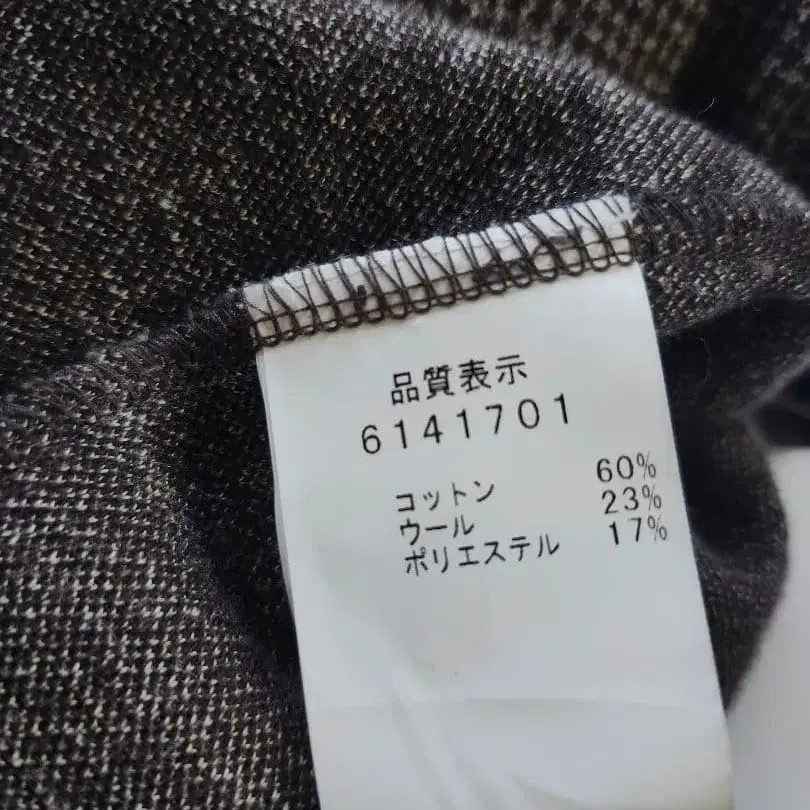 品質表示
6141701
コットン 60%
ウール 23%
ポリエステル 17%